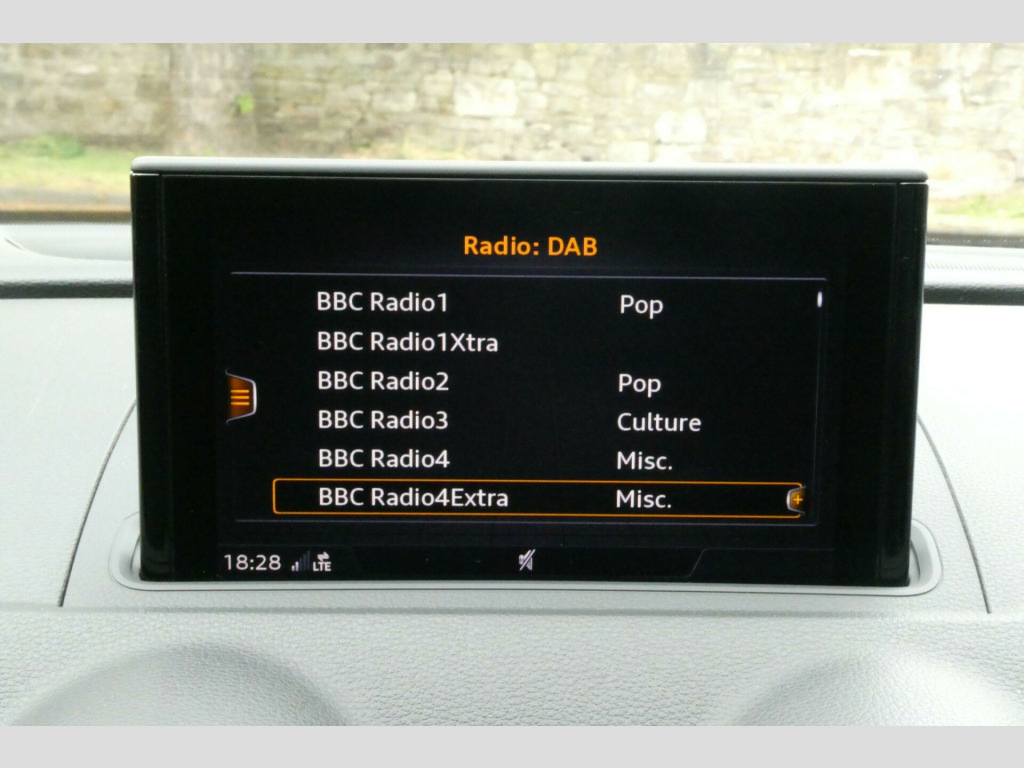 Radio: DAB
BBC Radio1 Pop
BBC Radio1Xtra
BBC Radio2 Pop
BBC Radio3 Culture
BBC Radio4 Misc.
BBC Radio4Extra Misc.
18:28 LTE